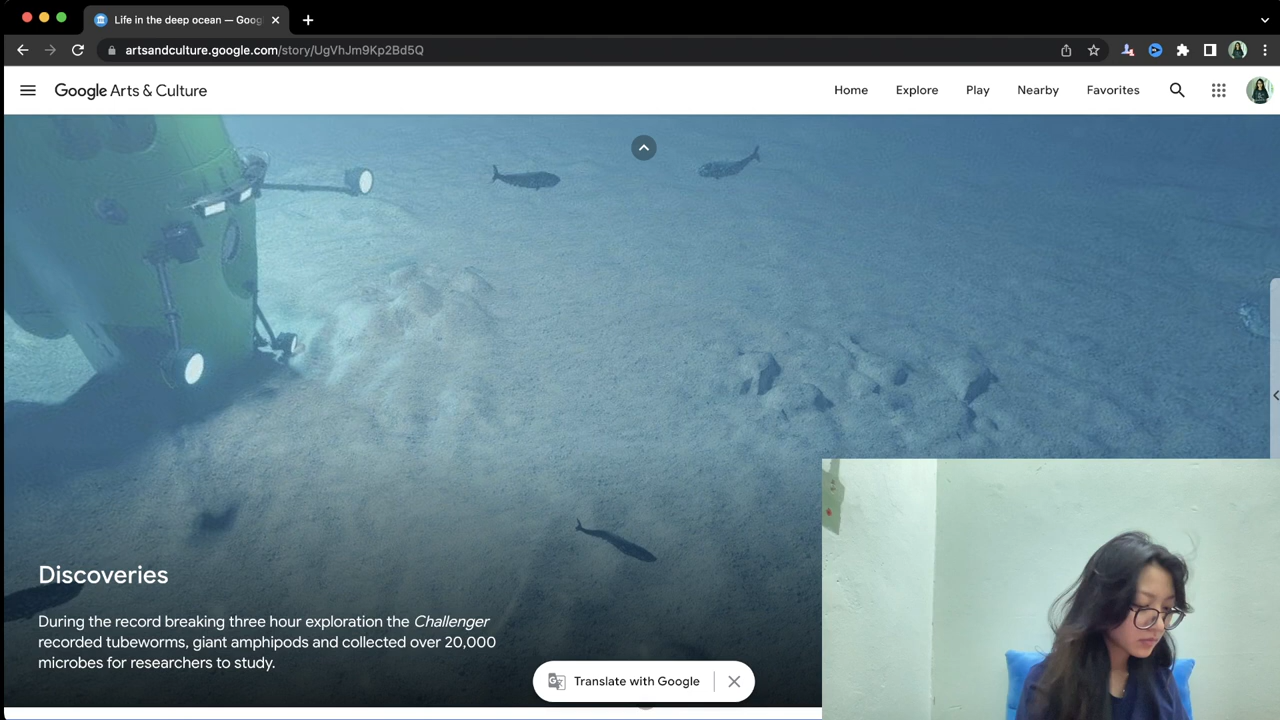 Life in the deep ocean — Goog
artsandculture.google.com/story/UgVhJm9Kp2Bd5Q
Google Arts & Culture
Home
Explore
Play
Nearby
Favorites
Discoveries
During the record breaking three hour exploration the Challenger
recorded tubeworms, giant amphipods and collected over 20,000
microbes for researchers to study.
Translate with Google